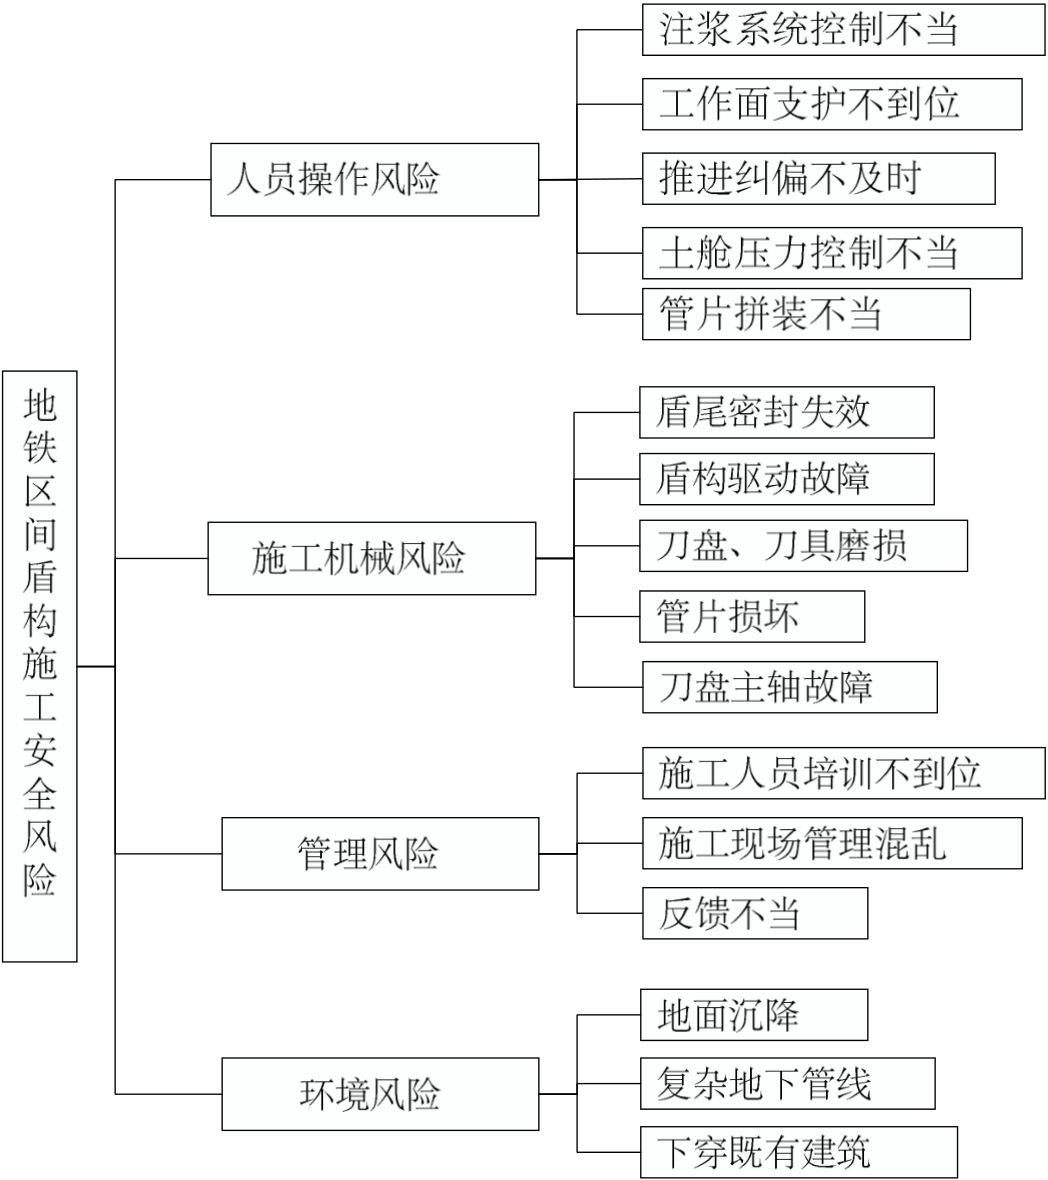 地铁区间盾构施工安全风险
人员操作风险
注浆系统控制不当
工作面支护不到位
推进纠偏不及时
土舱压力控制不当
管片拼装不当
施工机械风险
盾尾密封失效
盾构驱动故障
刀盘、刀具磨损
管片损坏
刀盘主轴故障
管理风险
施工人员培训不到位
施工现场管理混乱
反馈不当
环境风险
地面沉降
复杂地下管线
下穿既有建筑